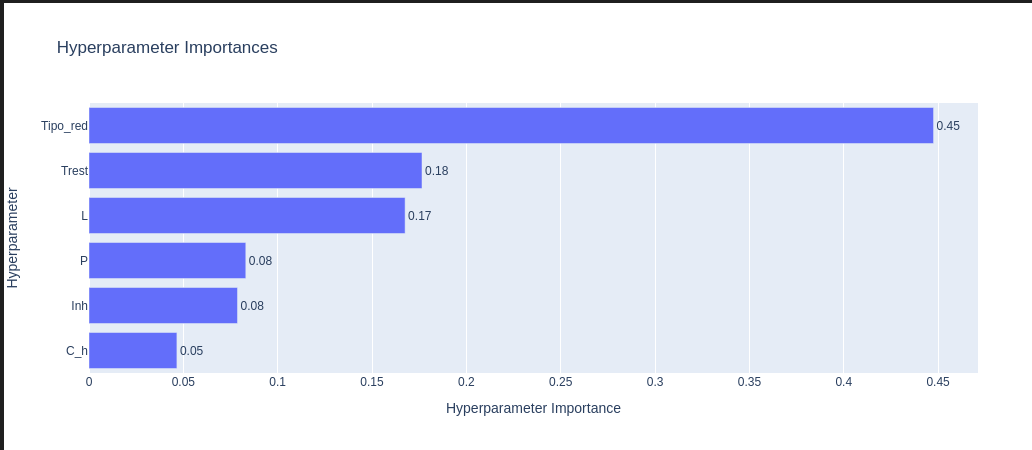 Hyperparameter Importances
Hyperparameter
Tipo_red 0.45
Trest 0.18
L 0.17
P 0.08
Inh 0.08
C_h 0.05
0 0.05 0.1 0.15 0.2 0.25 0.3 0.35 0.4 0.45
Hyperparameter Importance